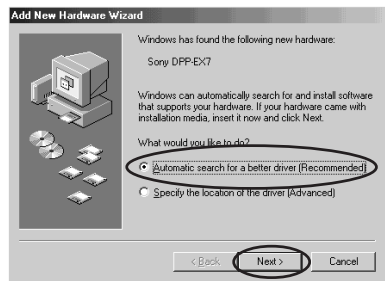 Add New Hardware Wizard
Windows has found the following new hardware:
Sony DPP-EX7
Windows can automatically search for and install software
that supports your hardware. If your hardware came with
installation media, insert it now and click Next.
What would you like to do?
Automatic search for a better driver (Recommended)
Specify the location of the driver (Advanced)
< Back
Next >
Cancel